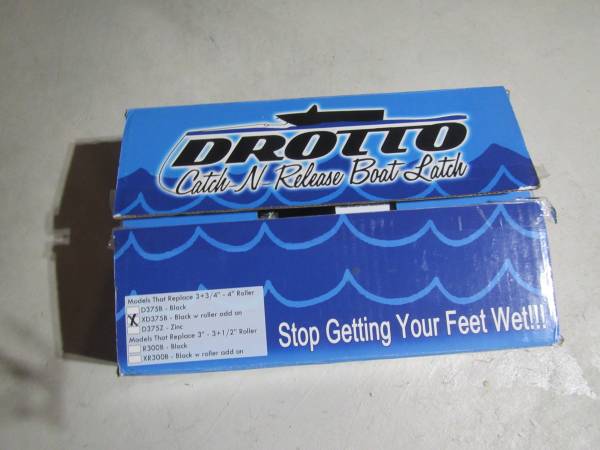 DROTTO
Catch-N-Release Boat Latch
Models That Replace 3+3/4" - 4" Roller
D375B - Black
X XD375B - Black w roller add on
D375Z - Zinc
Models That Replace 3" - 3+1/2" Roller
R300B - Black
XR300B - Black w roller add on
Stop Getting Your Feet Wet!!!